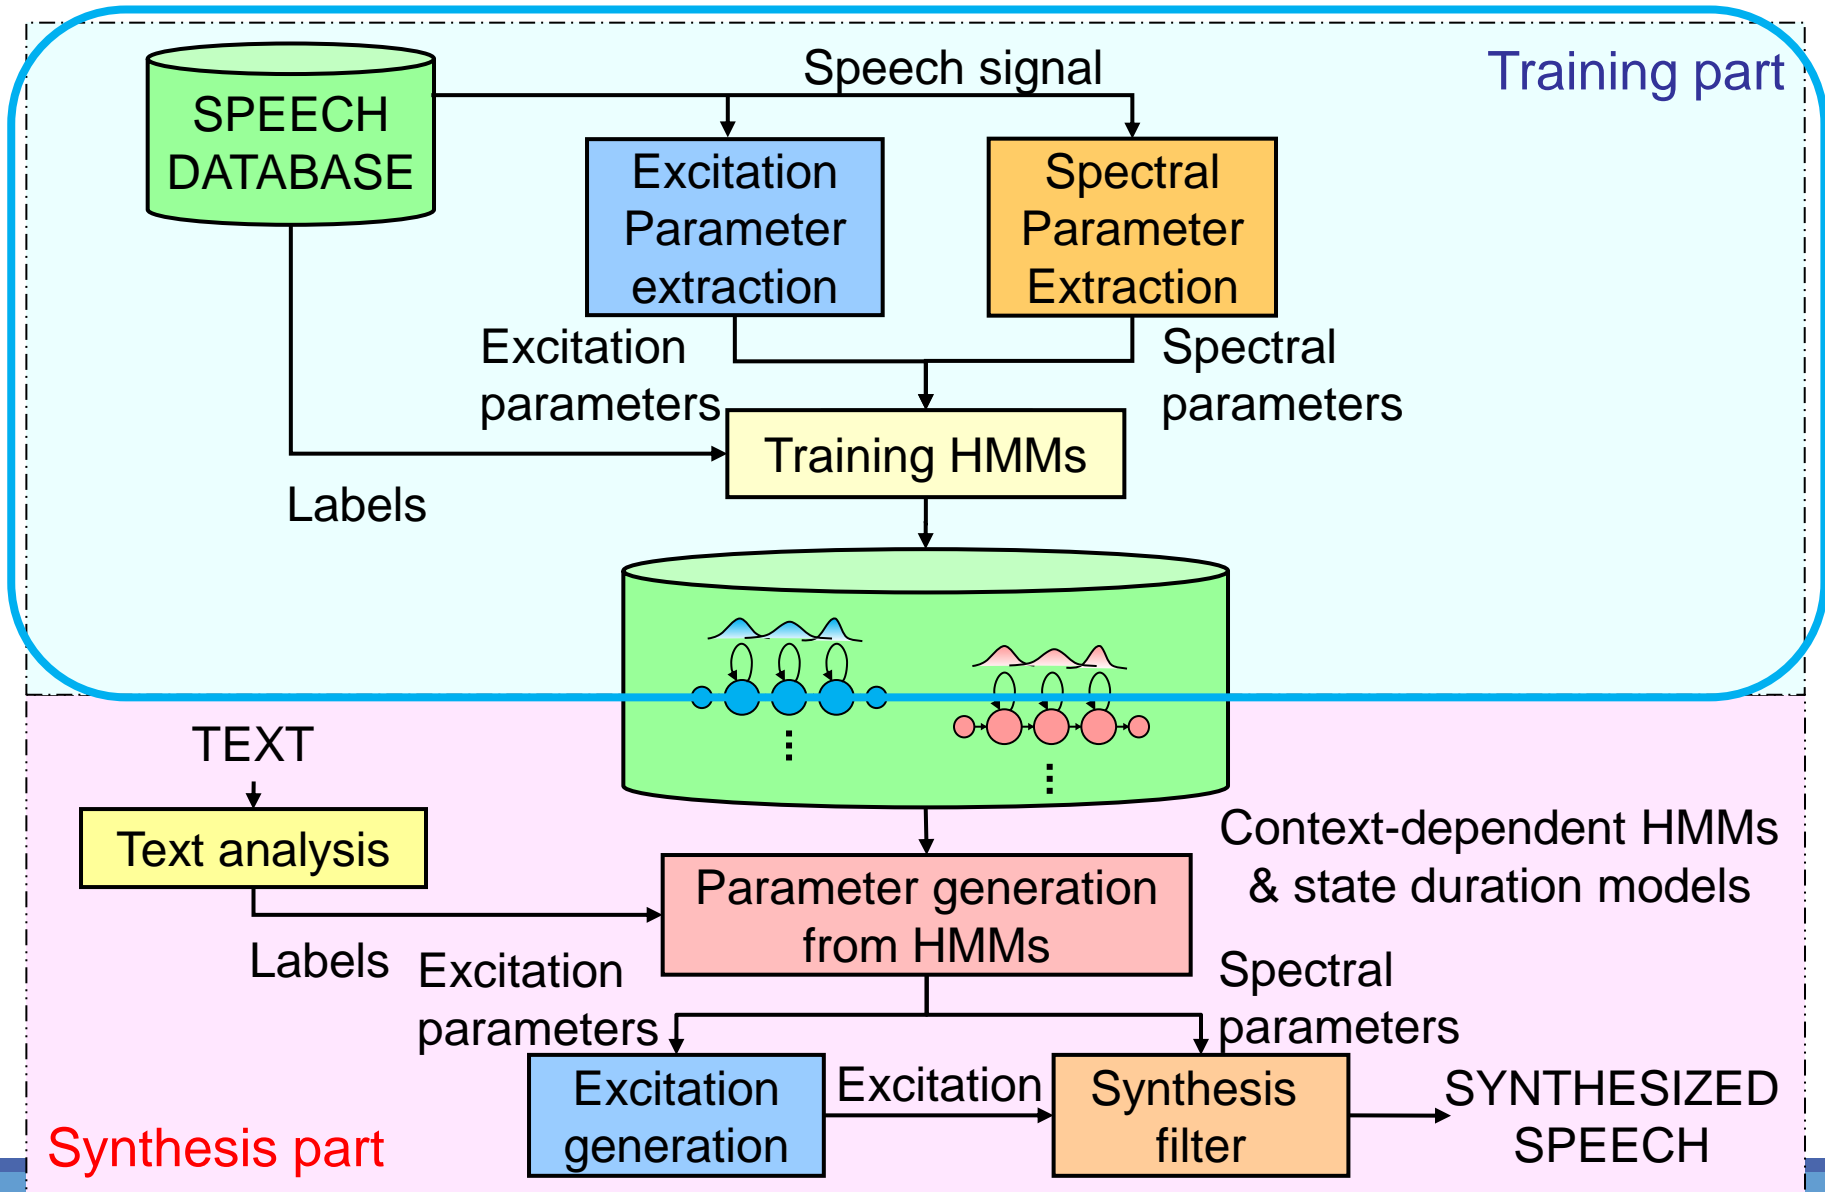 Speech signal
Training part
SPEECH
DATABASE
Excitation
Parameter
extraction
Spectral
Parameter
Extraction
Excitation
parameters
Spectral
parameters
Training HMMs
Labels
TEXT
Text analysis
Context-dependent HMMs
& state duration models
Parameter generation
from HMMs
Labels
Excitation
parameters
Spectral
parameters
Excitation
generation
Excitation
Synthesis
filter
SYNTHESIZED
SPEECH
Synthesis part